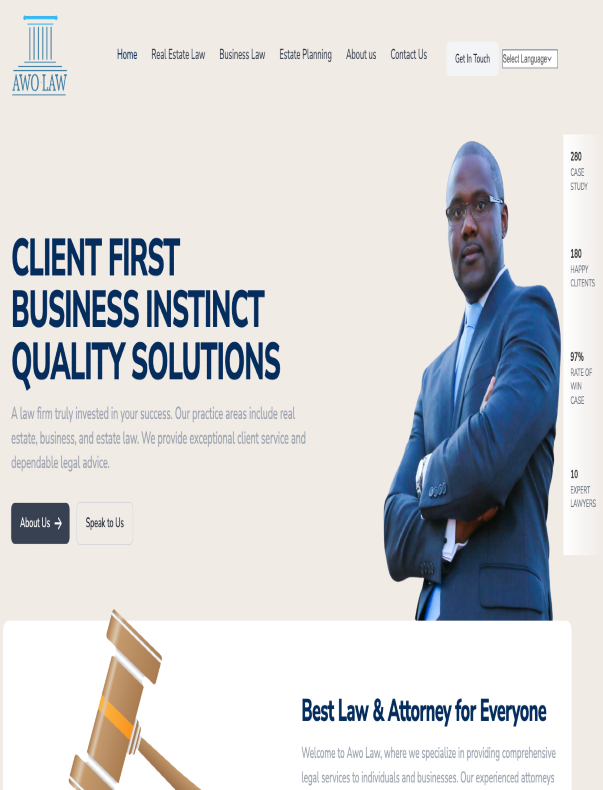 AWO LAW
Home Real Estate Law Business Law Estate Planning About us Contact Us Get In Touch Select Language
280
CASE
STUDY
180
HAPPY
CLITENTS
97%
RATE OF
WIN
CASE
10
EXPERT
LAWYERS
CLIENT FIRST
BUSINESS INSTINCT
QUALITY SOLUTIONS
A law firm truly invested in your success. Our practice areas include real
estate, business, and estate law. We provide exceptional client service and
dependable legal advice.
About Us → Speak to Us
Best Law & Attorney for Everyone
Welcome to Awo Law, where we specialize in providing comprehensive
legal services to individuals and businesses. Our experienced attorneys